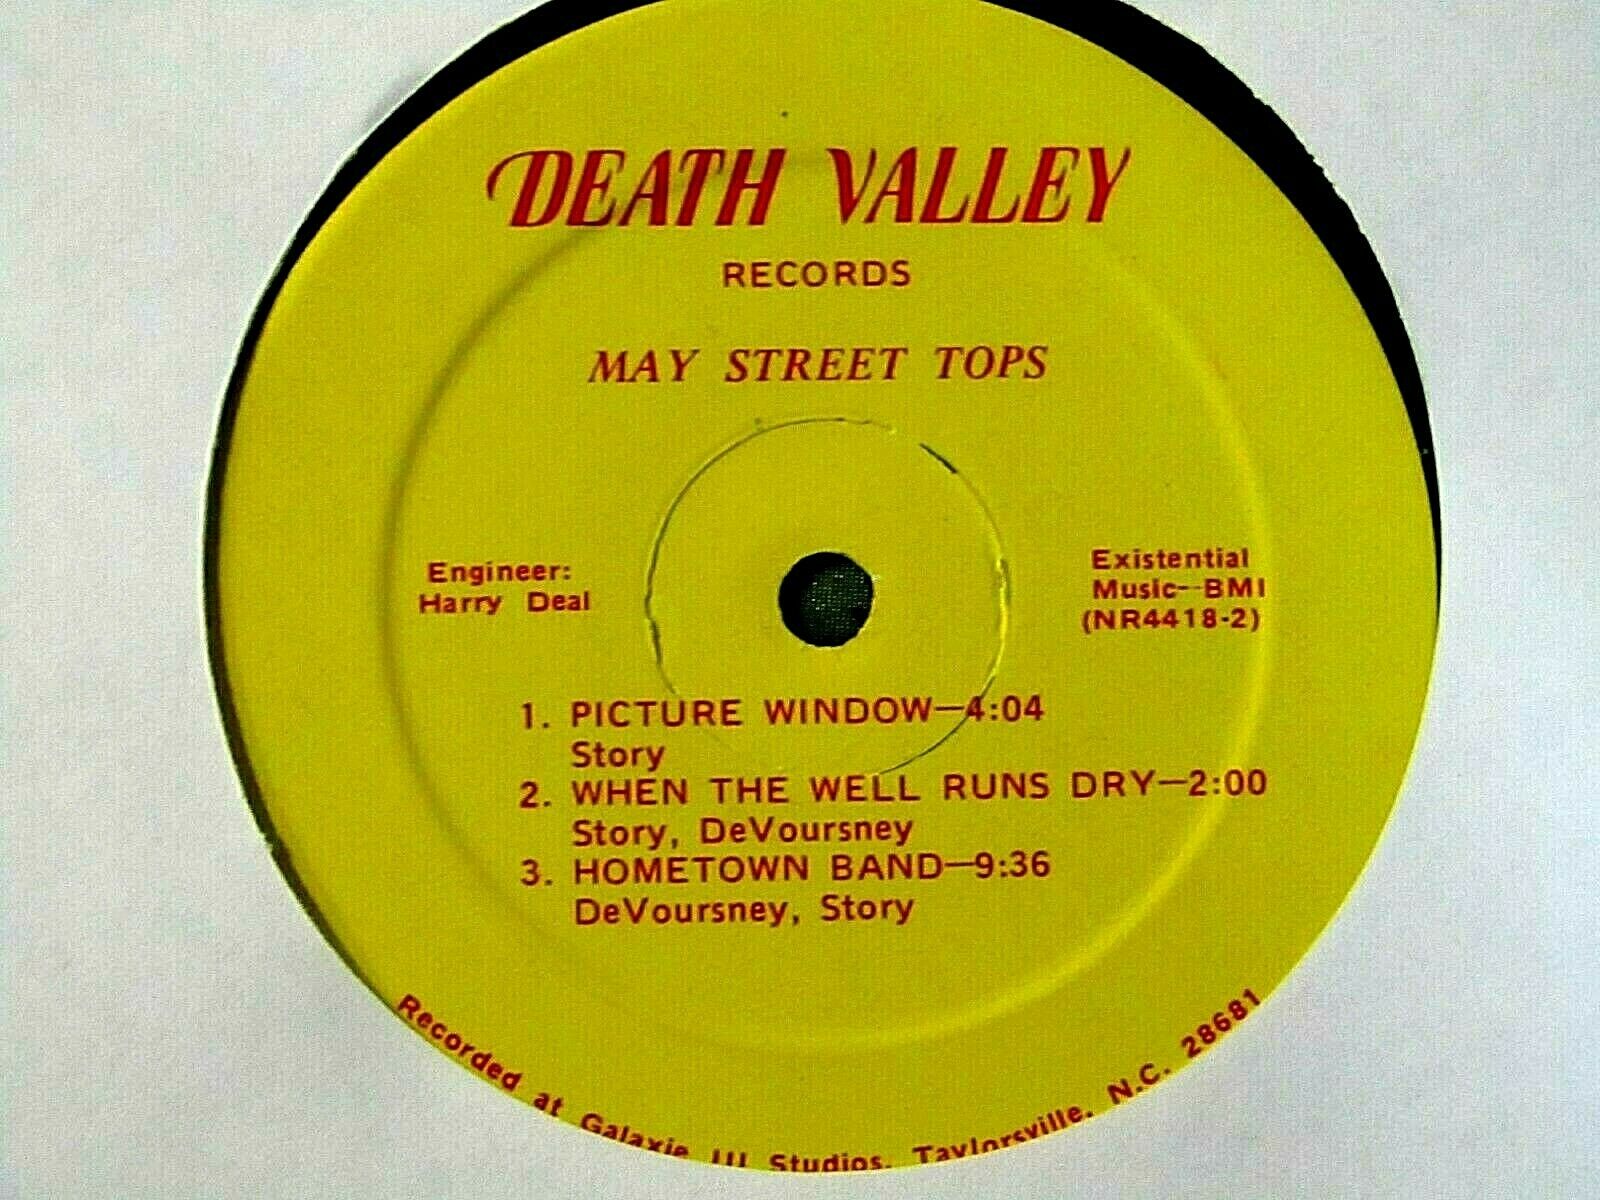 DEATH VALLEY
RECORDS
MAY STREET TOPS
Engineer:
Harry Deal
Existential
Music--BMI
(NR4418-2)
1. PICTURE WINDOW—4:04
Story
2. WHEN THE WELL RUNS DRY—2:00
Story, DeVoursney
3. HOMETOWN BAND—9:36
DeVoursney, Story
Recorded at Galaxie III Studios, Taylorsville, N.C. 28681